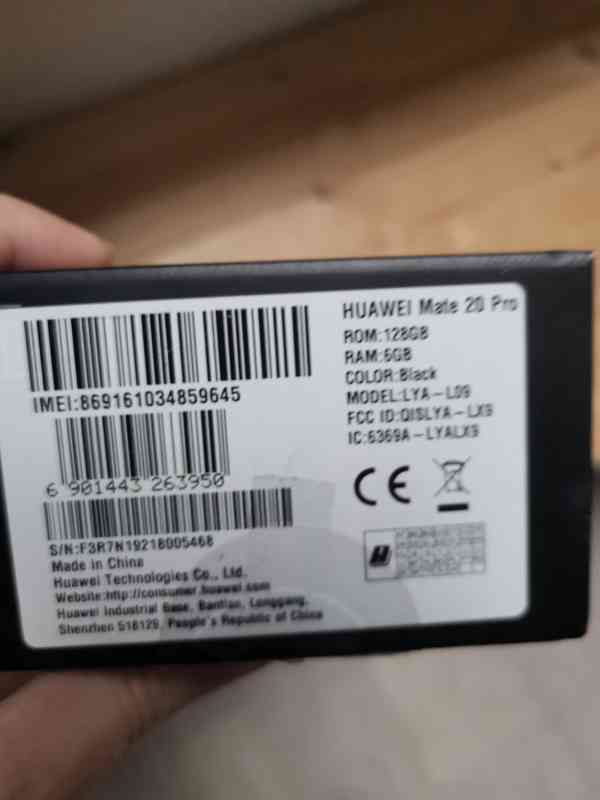 HUAWEI Mate 20 Pro
ROM:128GB
RAM:6GB
COLOR:Black
MODEL:LYA-L09
FCC ID:QISLYA-LX9
IC:6369A-LYALX9
IMEI:869161034859645
6 901443 263950
S/N:F3R7N19218005468
Made in China
Huawei Technologies Co., Ltd.
Website:http://consumer.huawei.com
Huawei Industrial Base, Bantian, Longgang,
Shenzhen 518129, People's Republic of China
CE